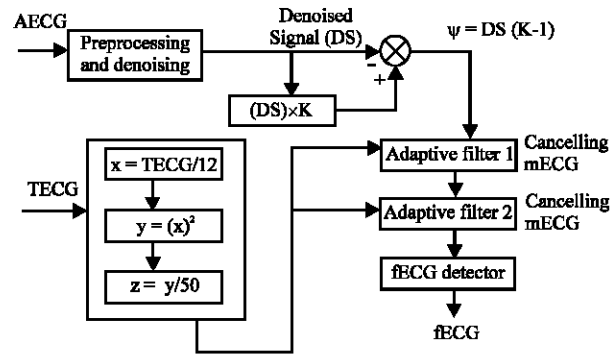 AECG
Preprocessing
and denoising
Denoised
Signal (DS)
ψ = DS (K-1)
-
+
(DS)×K
TECG
x = TECG/12
y = (x)²
z = y/50
Adaptive filter 1
Cancelling
mECG
Adaptive filter 2
Cancelling
mECG
fECG detector
fECG